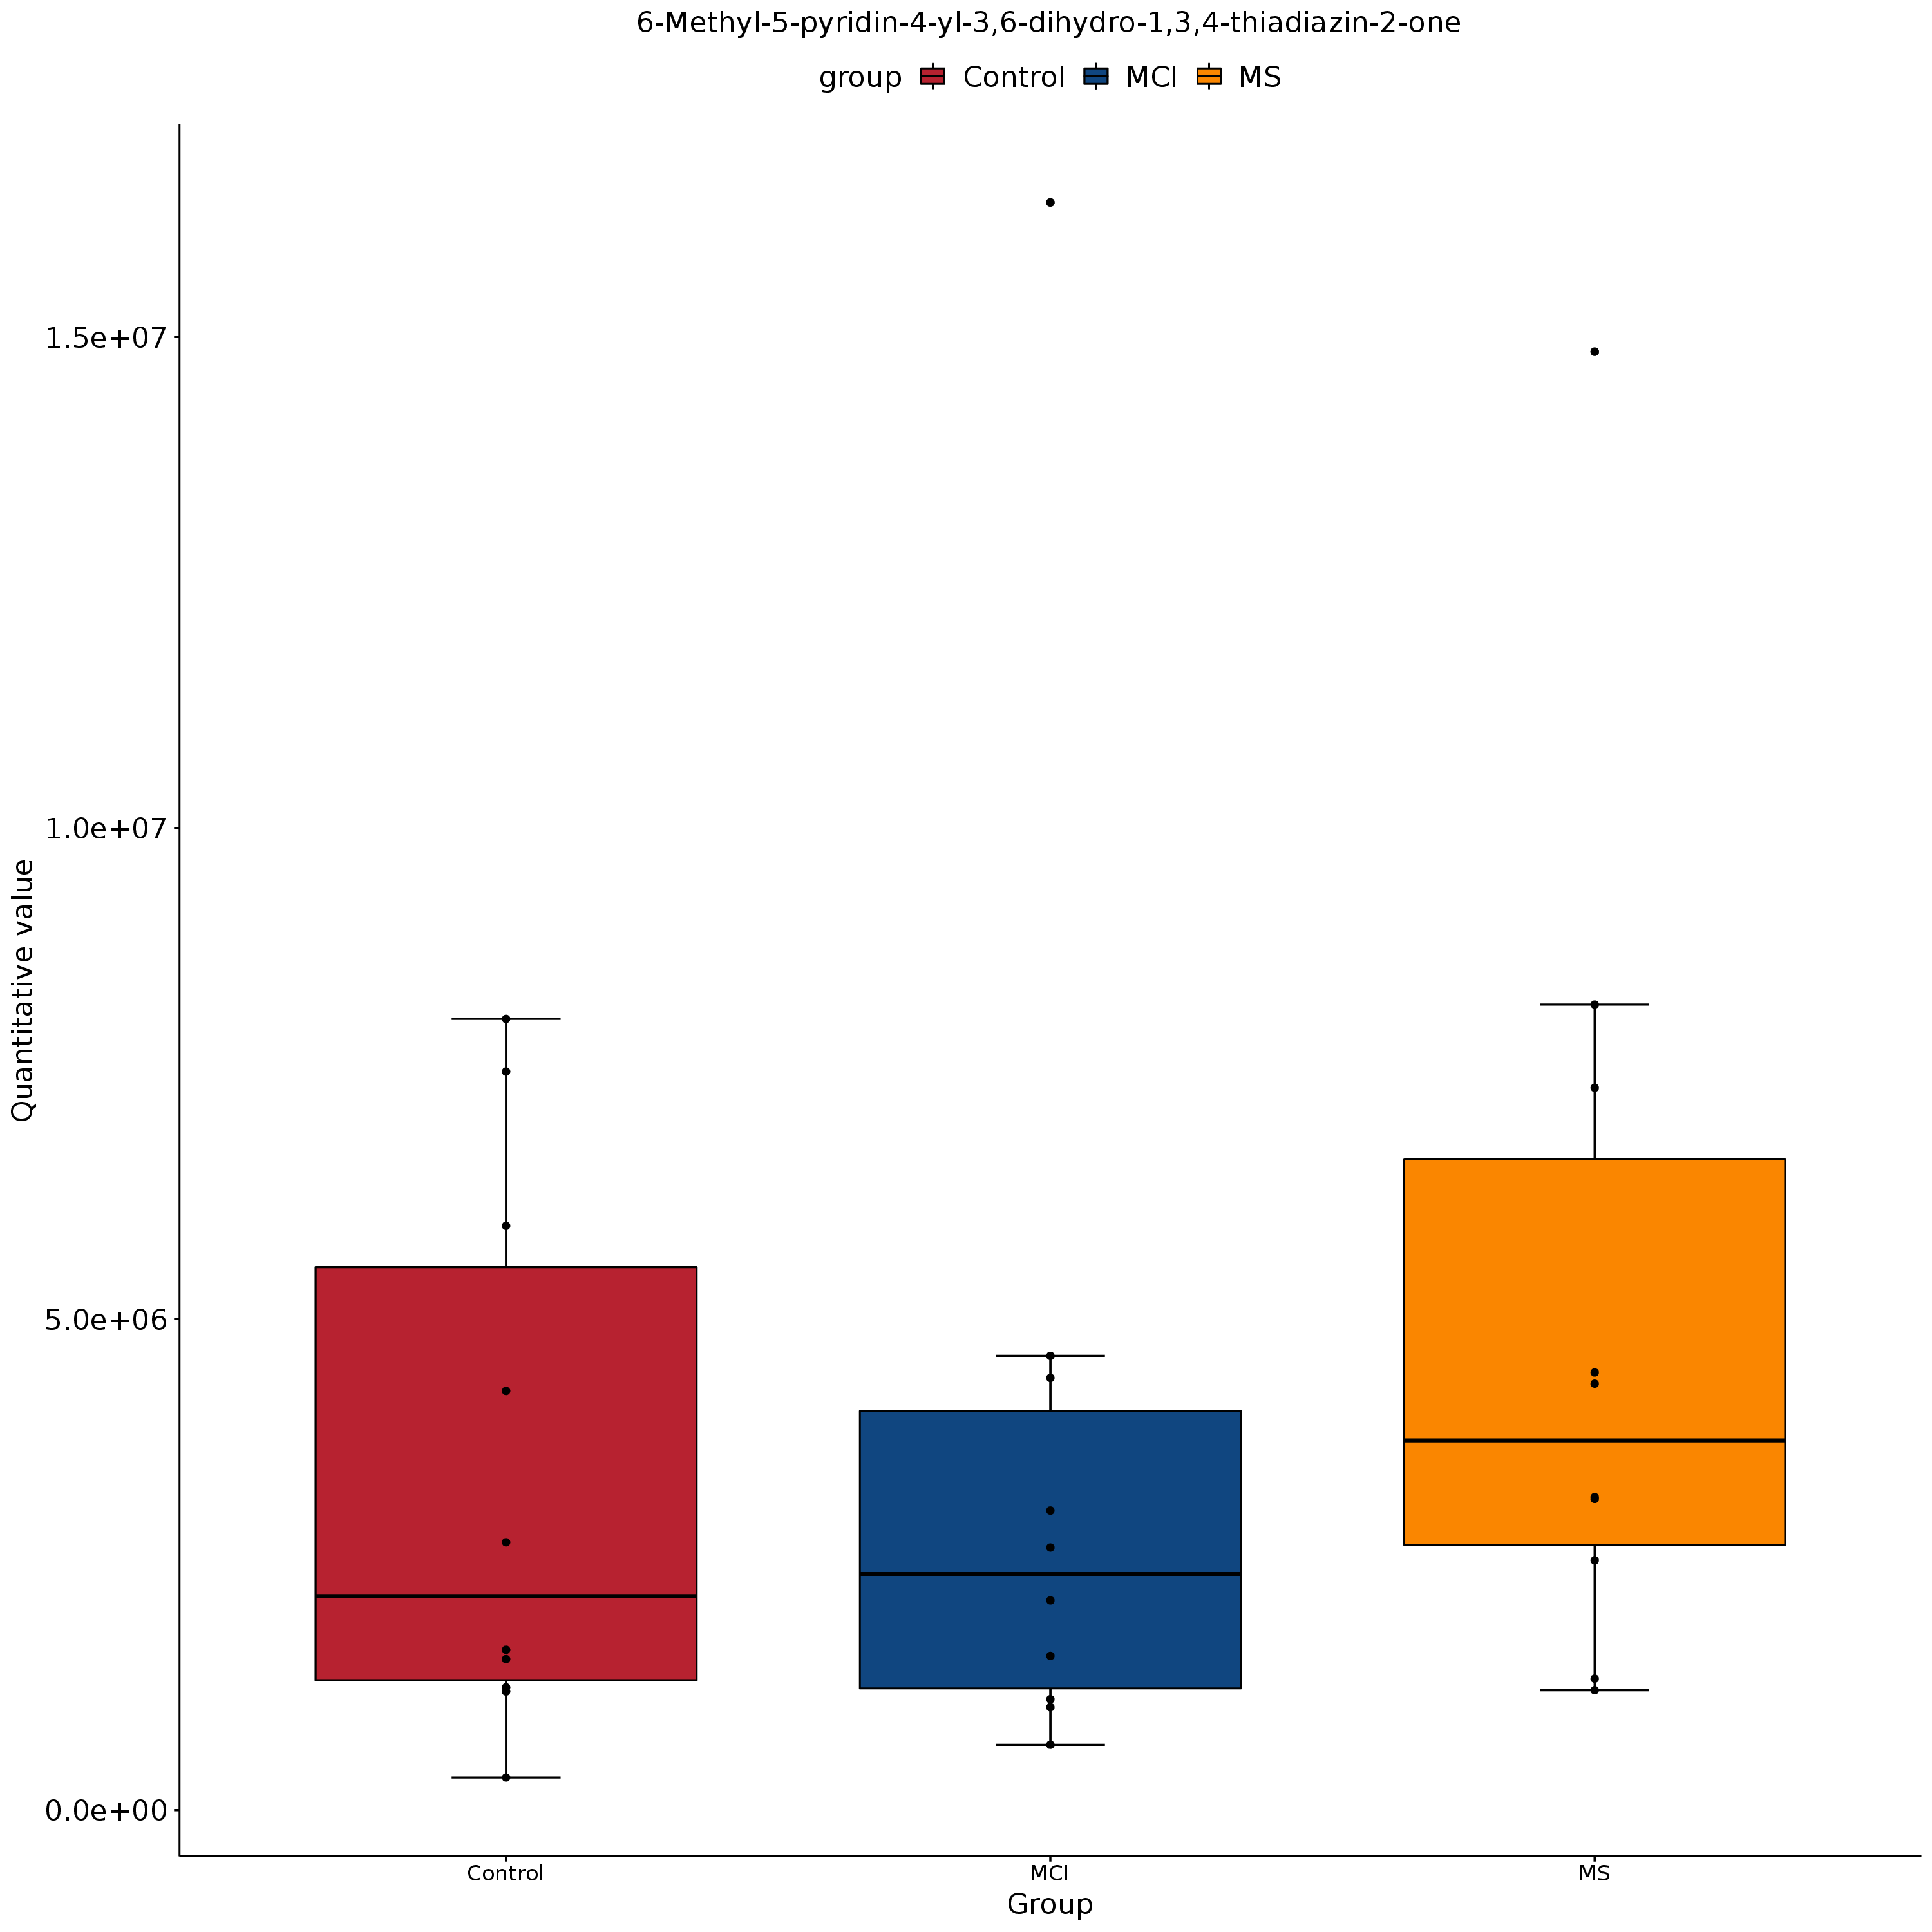 6-Methyl-5-pyridin-4-yl-3,6-dihydro-1,3,4-thiadiazin-2-one
group Control MCI MS
1.5e+07
1.0e+07
5.0e+06
0.0e+00
Quantitative value
Control MCI MS
Group